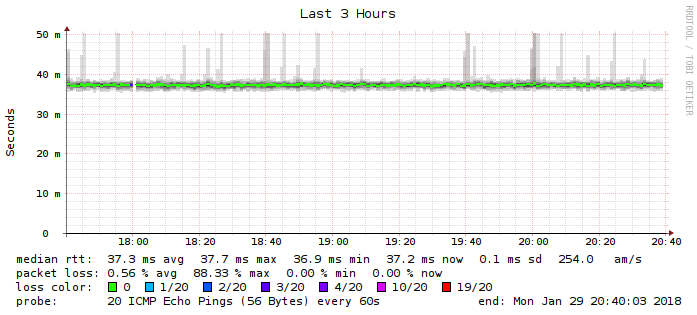 Last 3 Hours
RRDTOOL / TOBI OETIKER
Seconds
50 m
40 m
30 m
20 m
10 m
0
18:00 18:20 18:40 19:00 19:20 19:40 20:00 20:20 20:40
median rtt: 37.3 ms avg 37.7 ms max 36.9 ms min 37.2 ms now 0.1 ms sd 254.0 am/s
packet loss: 0.56 % avg 88.33 % max 0.00 % min 0.00 % now
loss color: 0 1/20 2/20 3/20 4/20 10/20 19/20
probe: 20 ICMP Echo Pings (56 Bytes) every 60s end: Mon Jan 29 20:40:03 2018